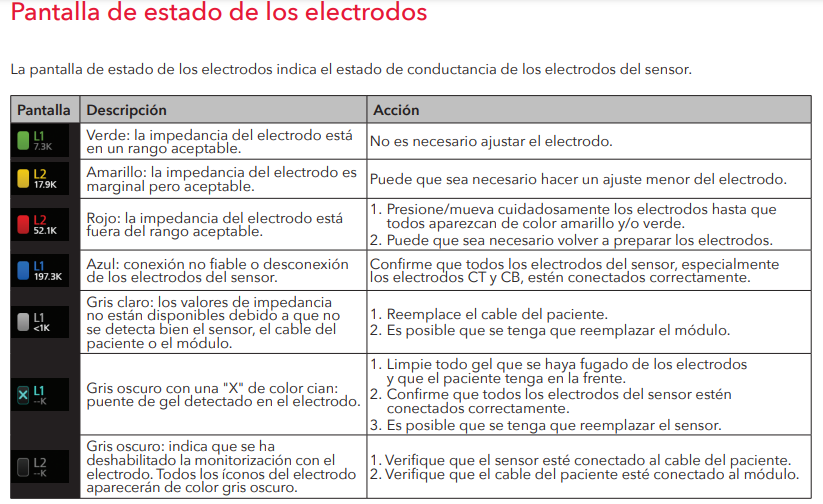 Pantalla de estado de los electrodos
La pantalla de estado de los electrodos indica el estado de conductancia de los electrodos del sensor.
Pantalla Descripción Acción
L1
7.3K
Verde: la impedancia del electrodo está
en un rango aceptable.
No es necesario ajustar el electrodo.
L2
17.9K
Amarillo: la impedancia del electrodo es
marginal pero aceptable.
Puede que sea necesario hacer un ajuste menor del electrodo.
L2
52.1K
Rojo: la impedancia del electrodo está
fuera del rango aceptable.
1. Presione/mueva cuidadosamente los electrodos hasta que
todos aparezcan de color amarillo y/o verde.
2. Puede que sea necesario volver a preparar los electrodos.
L1
197.3K
Azul: conexión no fiable o desconexión
de los electrodos del sensor.
Confirme que todos los electrodos del sensor, especialmente
los electrodos CT y CB, estén conectados correctamente.
L1
<1K
Gris claro: los valores de impedancia
no están disponibles debido a que no
se detecta bien el sensor, el cable del
paciente o el módulo.
1. Reemplace el cable del paciente.
2. Es posible que se tenga que reemplazar el módulo.
X L1
--K
Gris oscuro con una "X" de color cian:
puente de gel detectado en el electrodo.
1. Limpie todo gel que se haya fugado de los electrodos
y que el paciente tenga en la frente.
2. Confirme que todos los electrodos del sensor estén
conectados correctamente.
3. Es posible que se tenga que reemplazar el sensor.
L2
--K
Gris oscuro: indica que se ha
deshabilitado la monitorización con el
electrodo. Todos los íconos del electrodo
aparecerán de color gris oscuro.
1. Verifique que el sensor esté conectado al cable del paciente.
2. Verifique que el cable del paciente esté conectado al módulo.